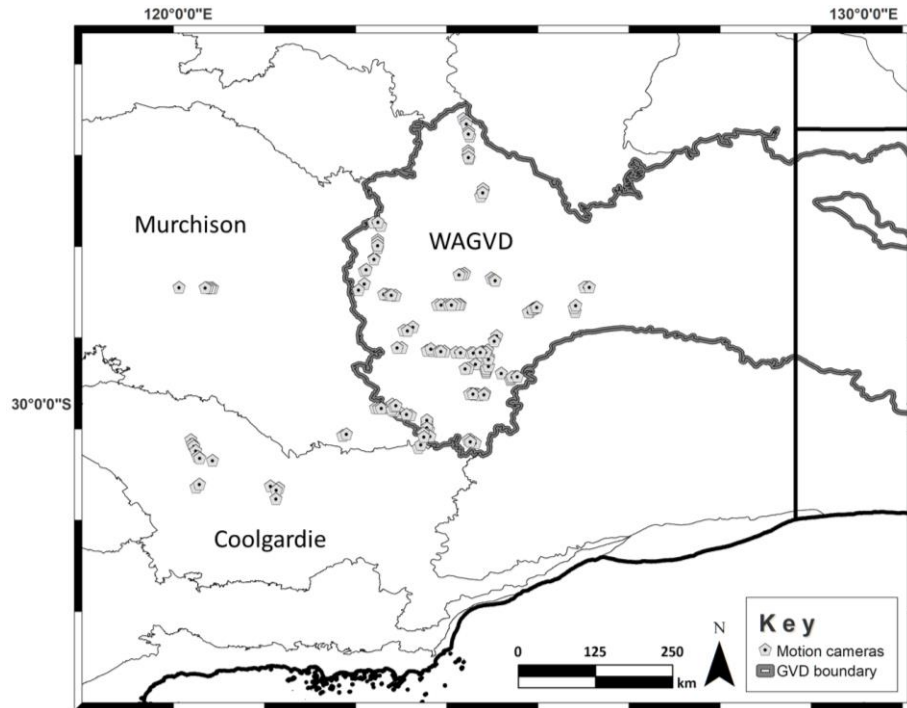 120°0'0"E
130°0'0"E
Murchison
WAGVD
30°0'0"S
Coolgardie
N
0 125 250
km
Key
Motion cameras
GVD boundary